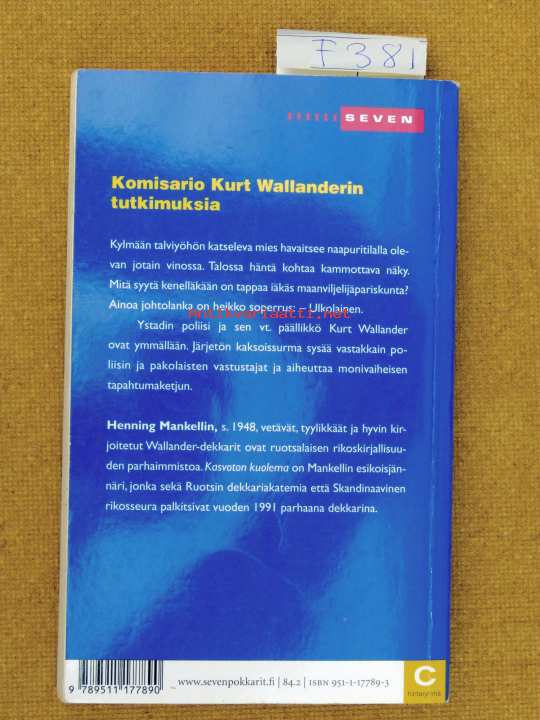 F 381
SEVEN
Komisario Kurt Wallanderin
tutkimuksia
Kylmään talviyöhön katseleva mies havaitsee naapuritilalla ole-
van jotain vinossa. Talossa häntä kohtaa kammottava näky.
Mitä syytä kenelläkään on tappaa iäkäs maanviljelijäpariskunta?
Ainoa johtolanka on heikko soperrus: – Ulkolainen.
Antikvariaatti.net
Ystadin poliisi ja sen vt. päällikkö Kurt Wallander
ovat ymmällään. Järjetön kaksoissurma sysää vastakkain po-
liisin ja pakolaisten vastustajat ja aiheuttaa monivaiheisen
tapahtumaketjun.
Henning Mankellin, s. 1948, vetävät, tyylikkäät ja hyvin kir-
joitetut Wallander-dekkarit ovat ruotsalaisen rikoskirjallisuu-
den parhaimmistoa. Kasvoton kuolema on Mankellin esikoisjän-
näri, jonka sekä Ruotsin dekkariakatemia että Skandinaavinen
rikosseura palkitsivat vuoden 1991 parhaana dekkarina.
9 789511 177890
www.sevenpokkarit.fi | 84.2 | ISBN 951-1-17789-3
C
hintaryhmä